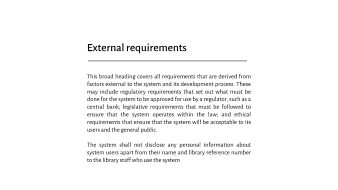 External requirements
This broad heading covers all requirements that are derived from
factors external to the system and its development process. These
may include regulatory requirements that set out what must be
done for the system to be approved for use by a regulator, such as a
central bank; legislative requirements that must be followed to
ensure that the system operates within the law; and ethical
requirements that ensure that the system will be acceptable to its
users and the general public.
The system shall not disclose any personal information about
system users apart from their name and library reference number
to the library staff who use the system